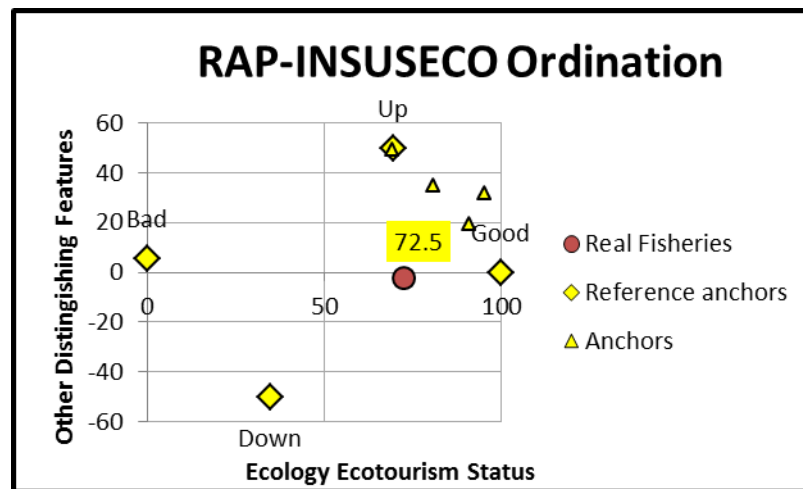 RAP-INSUSECO Ordination
Up
60
40
20
0
-20
-40
-60
Bad
72.5
Good
0
50
100
Down
Other Distingishing Features
Ecology Ecotourism Status
Real Fisheries
Reference anchors
Anchors